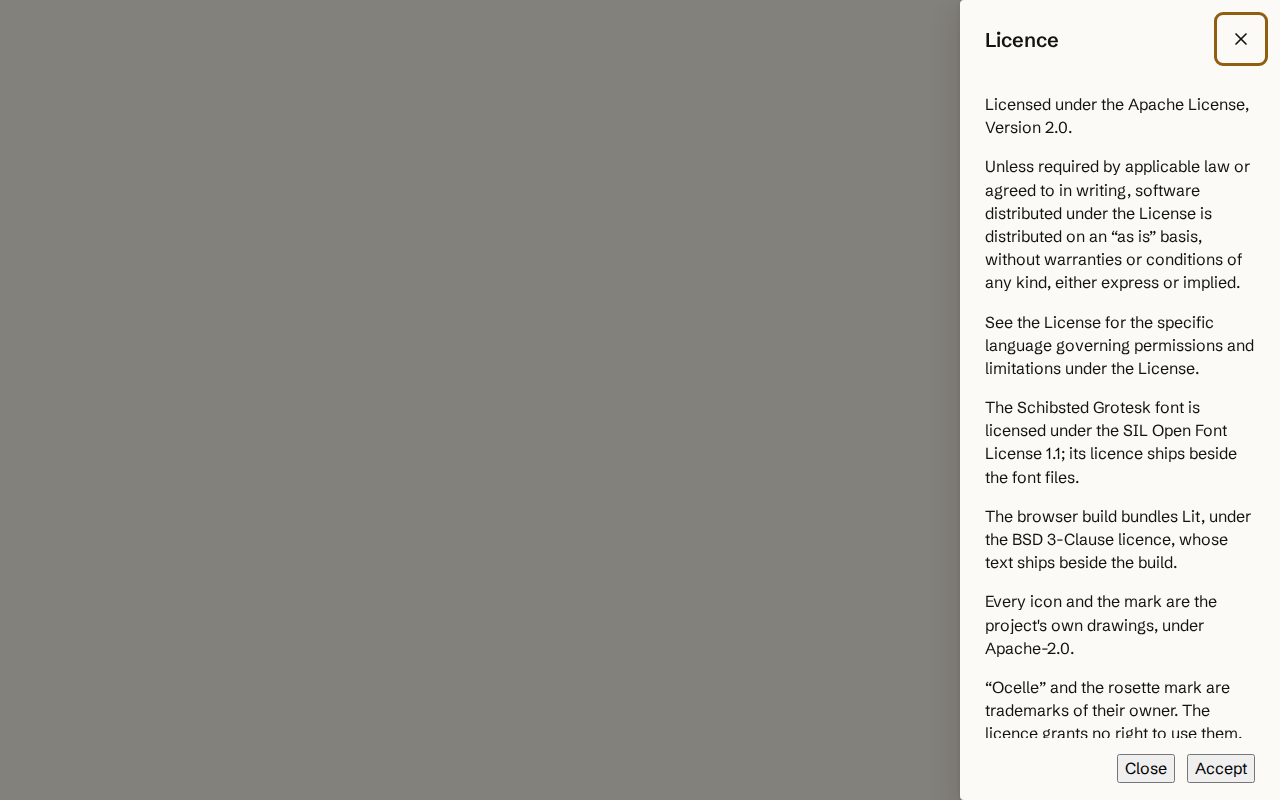 Licence
Licensed under the Apache License,
Version 2.0.
Unless required by applicable law or
agreed to in writing, software
distributed under the License is
distributed on an “as is” basis,
without warranties or conditions of
any kind, either express or implied.
See the License for the specific
language governing permissions and
limitations under the License.
The Schibsted Grotesk font is
licensed under the SIL Open Font
License 1.1; its licence ships beside
the font files.
The browser build bundles Lit, under
the BSD 3-Clause licence, whose
text ships beside the build.
Every icon and the mark are the
project's own drawings, under
Apache-2.0.
“Ocelle” and the rosette mark are
trademarks of their owner. The
licence grants no right to use them.
Close Accept